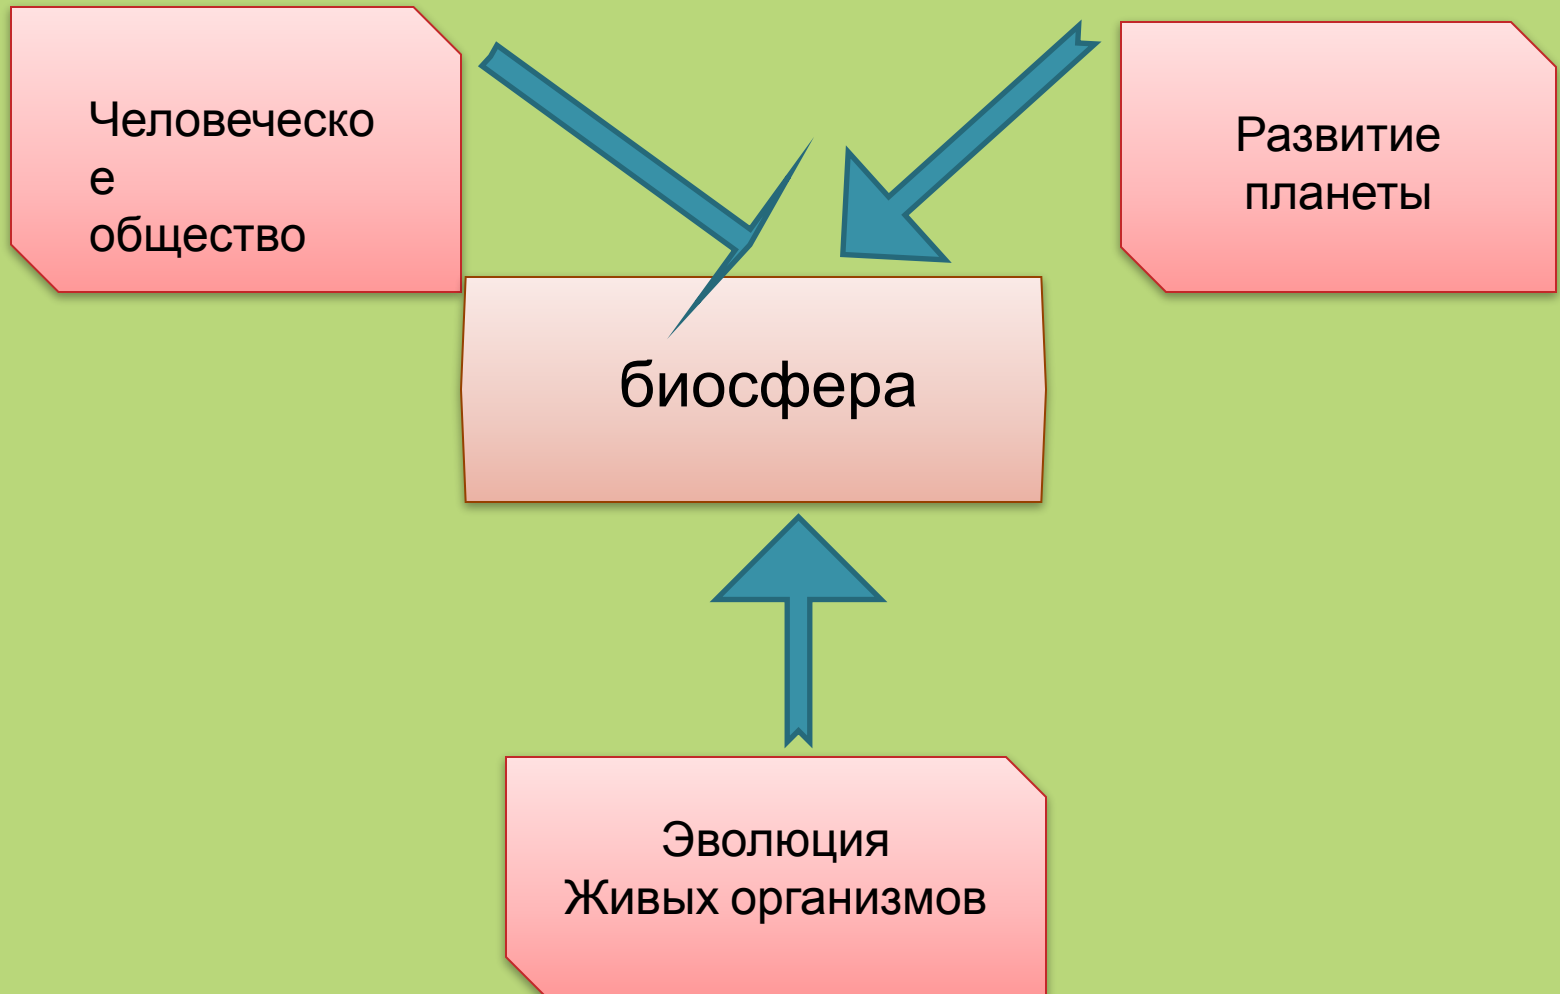 Человеческо
е
общество
Развитие
планеты
биосфера
Эволюция
Живых организмов